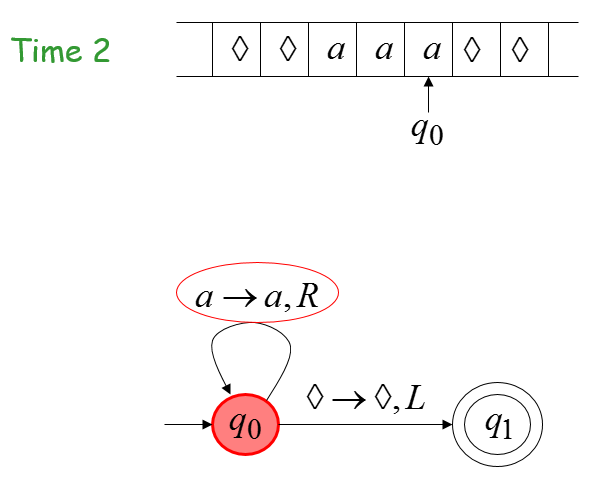 Time 2 ◊ ◊ a a a ◊ ◊
q₀
a → a, R
◊ → ◊, L
q₀ q₁